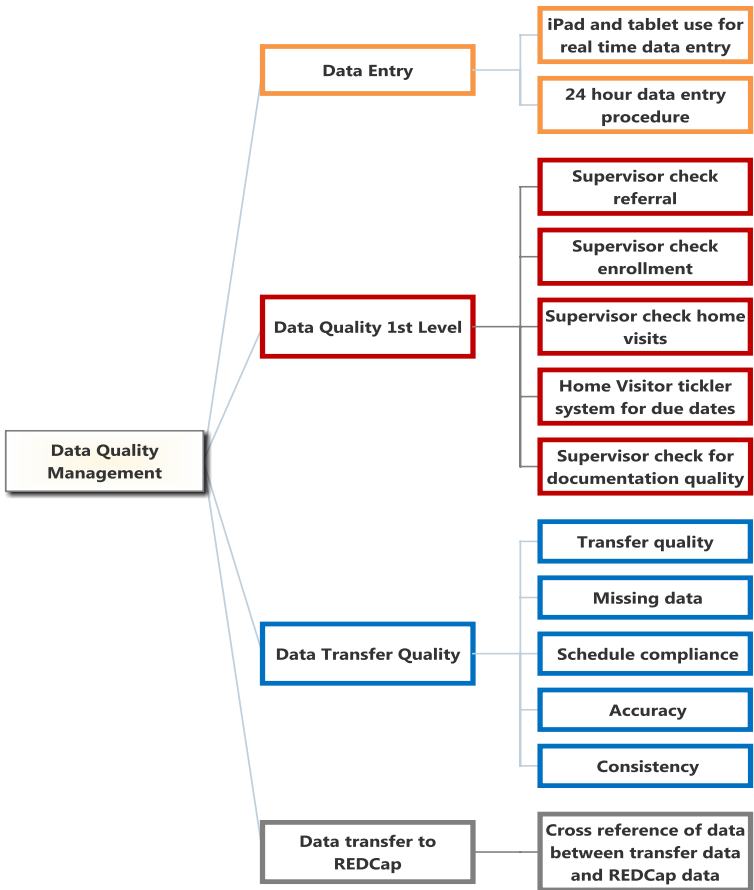 Data Quality
Management
Data Entry
iPad and tablet use for
real time data entry
24 hour data entry
procedure
Data Quality 1st Level
Supervisor check
referral
Supervisor check
enrollment
Supervisor check home
visits
Home Visitor tickler
system for due dates
Supervisor check for
documentation quality
Data Transfer Quality
Transfer quality
Missing data
Schedule compliance
Accuracy
Consistency
Data transfer to
REDCap
Cross reference of data
between transfer data
and REDCap data